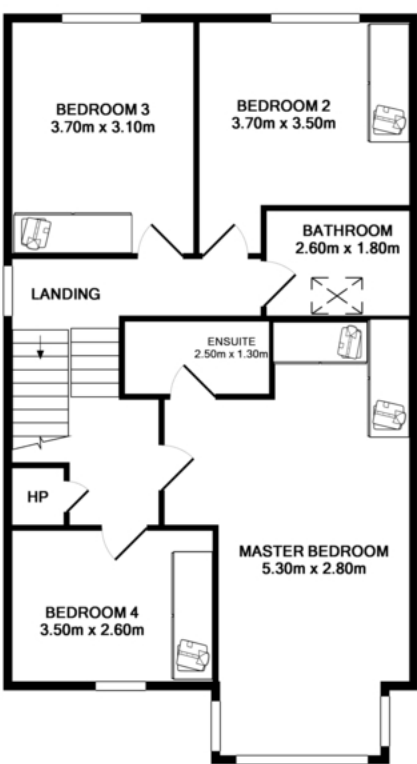 BEDROOM 3
3.70m x 3.10m
BEDROOM 2
3.70m x 3.50m
BATHROOM
2.60m x 1.80m
LANDING
ENSUITE
2.50m x 1.30m
HP
MASTER BEDROOM
5.30m x 2.80m
BEDROOM 4
3.50m x 2.60m